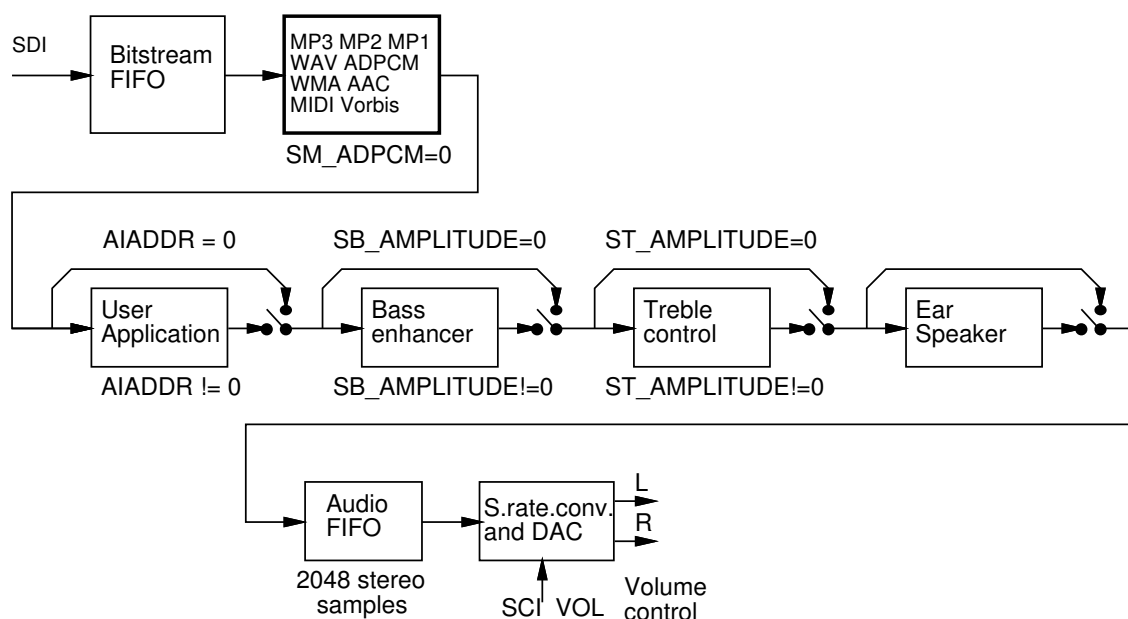 SDI
Bitstream
FIFO
MP3 MP2 MP1
WAV ADPCM
WMA AAC
MIDI Vorbis
SM_ADPCM=0
AIADDR = 0
SB_AMPLITUDE=0
ST_AMPLITUDE=0
User
Application
Bass
enhancer
Treble
control
Ear
Speaker
AIADDR != 0
SB_AMPLITUDE!=0
ST_AMPLITUDE!=0
Audio
FIFO
S.rate.conv.
and DAC
L
R
2048 stereo
samples
SCI VOL
Volume
control